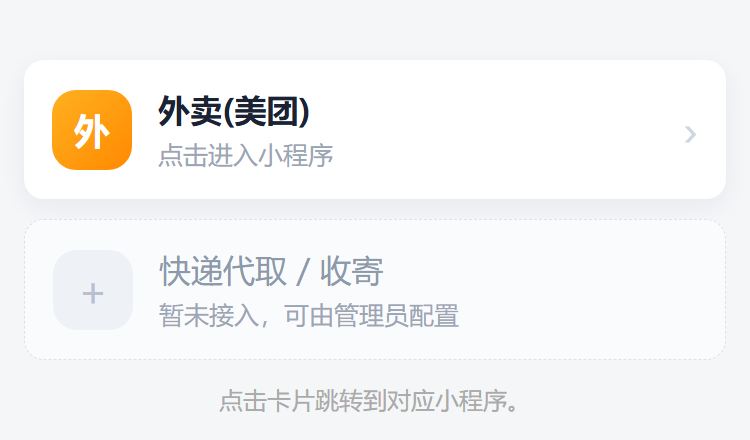 外
外卖(美团)
点击进入小程序
›
+
快递代取 / 收寄
暂未接入，可由管理员配置
点击卡片跳转到对应小程序。